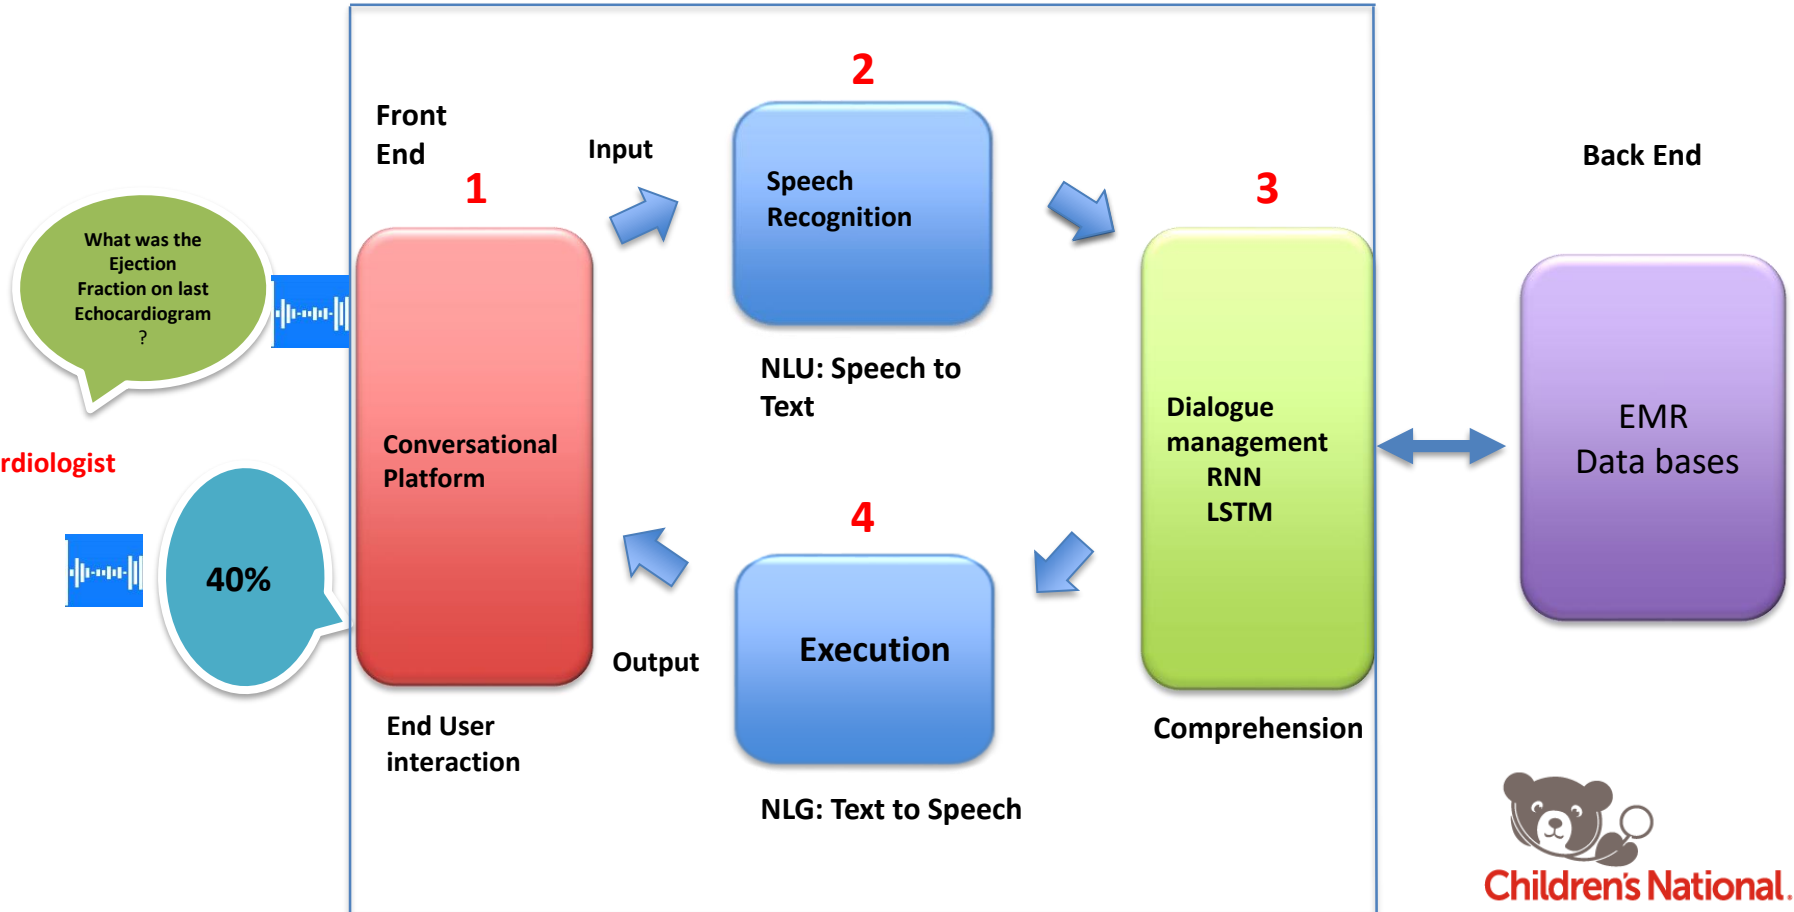 Front
End
1
Input
2
Speech
Recognition
NLU: Speech to
Text
3
Back End
What was the
Ejection
Fraction on last
Echocardiogram
?
rdiologist
40%
Conversational
Platform
End User
interaction
Dialogue
management
RNN
LSTM
Comprehension
EMR
Data bases
4
Execution
Output
NLG: Text to Speech
Children's National.